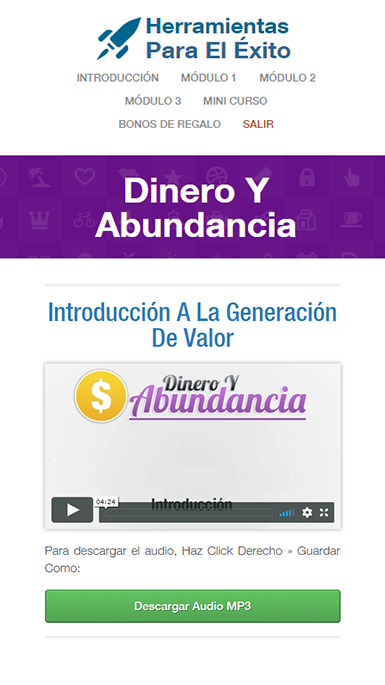 Herramientas
Para El Éxito
INTRODUCCIÓN MÓDULO 1 MÓDULO 2
MÓDULO 3 MINI CURSO
BONOS DE REGALO SALIR
Dinero Y
Abundancia
Introducción A La Generación
De Valor
$
Dinero Y
Abundancia
04:24
Introducción
Para descargar el audio, Haz Click Derecho » Guardar
Como:
Descargar Audio MP3